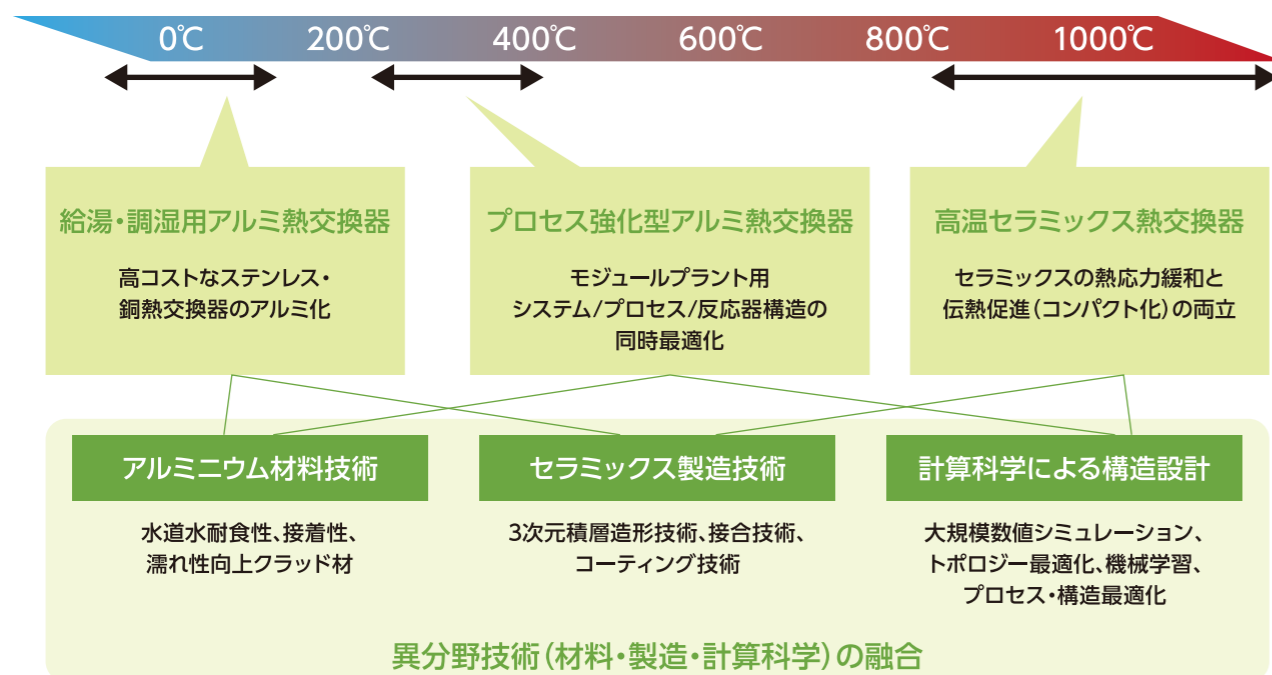 0℃ 200℃ 400℃ 600℃ 800℃ 1000℃
給湯・調湿用アルミ熱交換器
高コストなステンレス・
銅熱交換器のアルミ化
プロセス強化型アルミ熱交換器
モジュールプラント用
システム/プロセス/反応器構造の
同時最適化
高温セラミックス熱交換器
セラミックスの熱応力緩和と
伝熱促進(コンパクト化)の両立
アルミニウム材料技術
水道水耐食性、接着性、
濡れ性向上クラッド材
セラミックス製造技術
3次元積層造形技術、接合技術、
コーティング技術
計算科学による構造設計
大規模数値シミュレーション、
トポロジー最適化、機械学習、
プロセス・構造最適化
異分野技術(材料・製造・計算科学)の融合